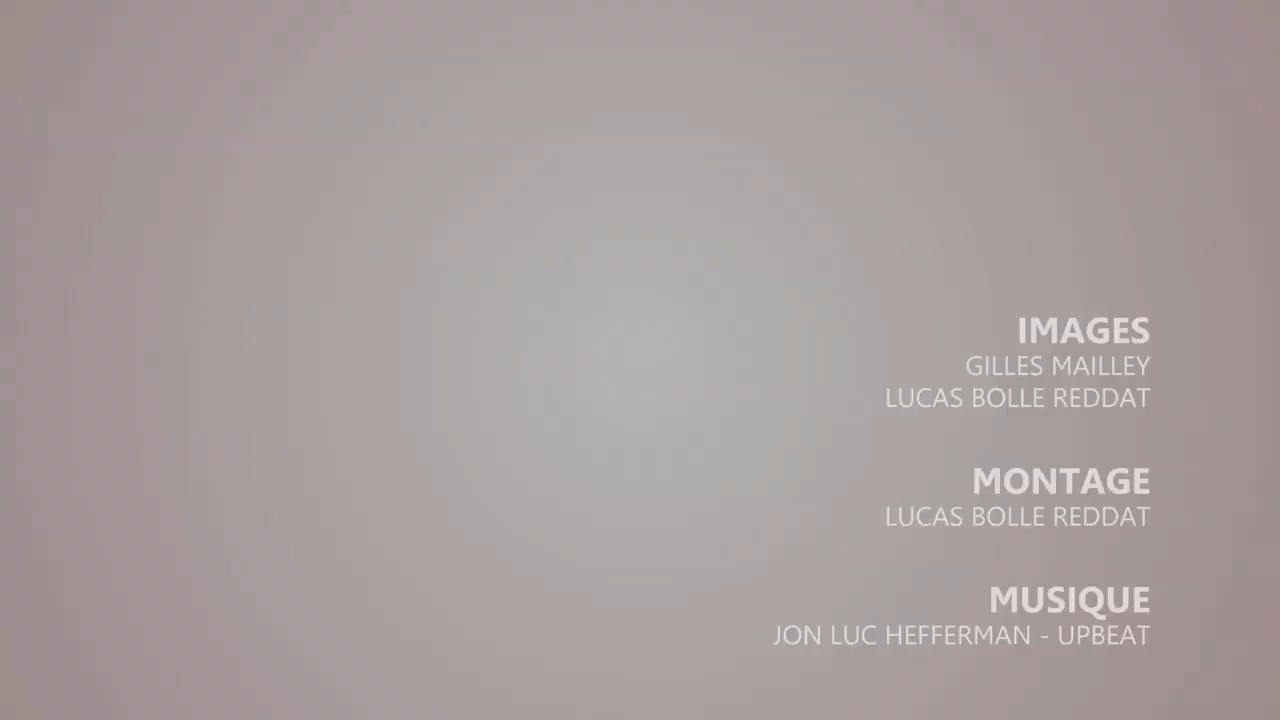 IMAGES
GILLES MAILLEY
LUCAS BOLLE REDDAT
MONTAGE
LUCAS BOLLE REDDAT
MUSIQUE
JON LUC HEFFERMAN - UPBEAT